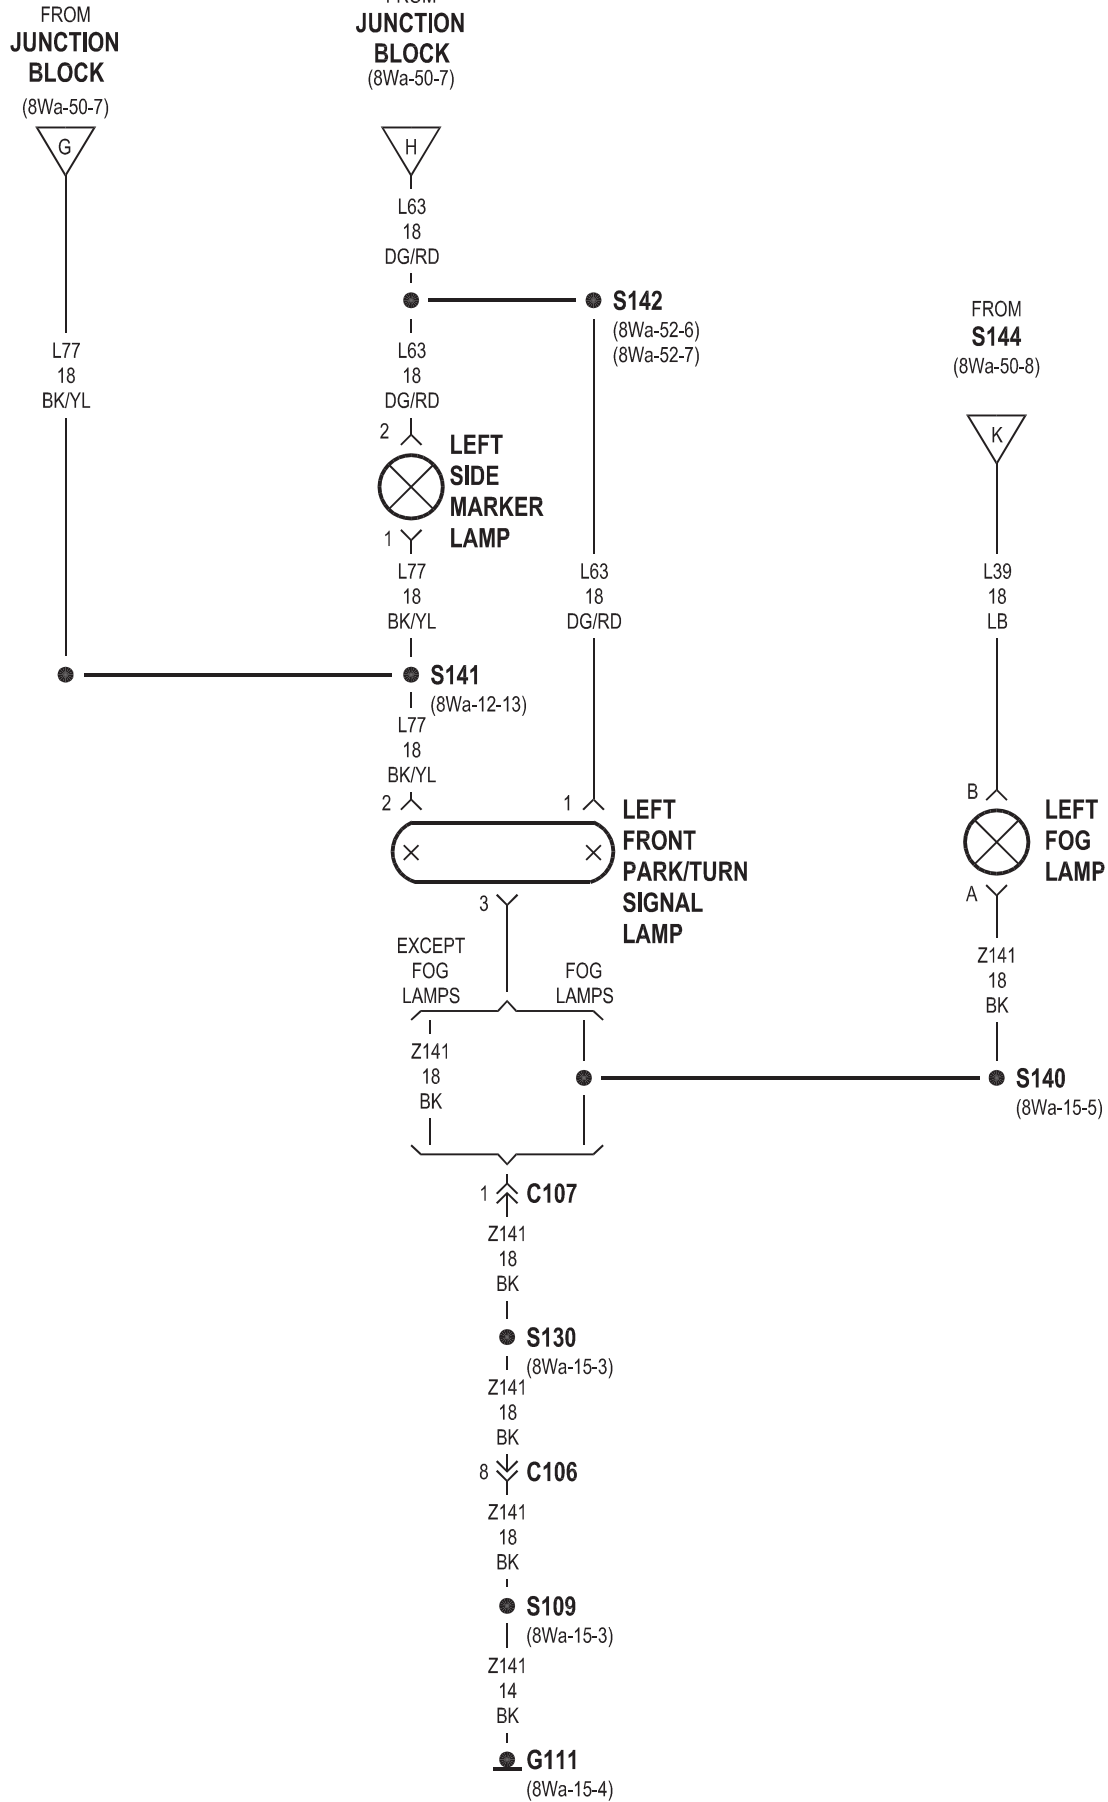 FROM
JUNCTION
BLOCK
(8Wa-50-7)
G
L77
18
BK/YL
FROM
JUNCTION
BLOCK
(8Wa-50-7)
H
L63
18
DG/RD
S142
(8Wa-52-6)
(8Wa-52-7)
L63
18
DG/RD
2
LEFT
SIDE
MARKER
LAMP
1
L77
18
BK/YL
L63
18
DG/RD
S141
(8Wa-12-13)
L77
18
BK/YL
2
1
LEFT
FRONT
PARK/TURN
SIGNAL
LAMP
3
FROM
S144
(8Wa-50-8)
K
L39
18
LB
B
LEFT
FOG
LAMP
A
Z141
18
BK
S140
(8Wa-15-5)
EXCEPT
FOG
LAMPS
FOG
LAMPS
Z141
18
BK
1
C107
Z141
18
BK
S130
(8Wa-15-3)
Z141
18
BK
8
C106
Z141
18
BK
S109
(8Wa-15-3)
Z141
14
BK
G111
(8Wa-15-4)